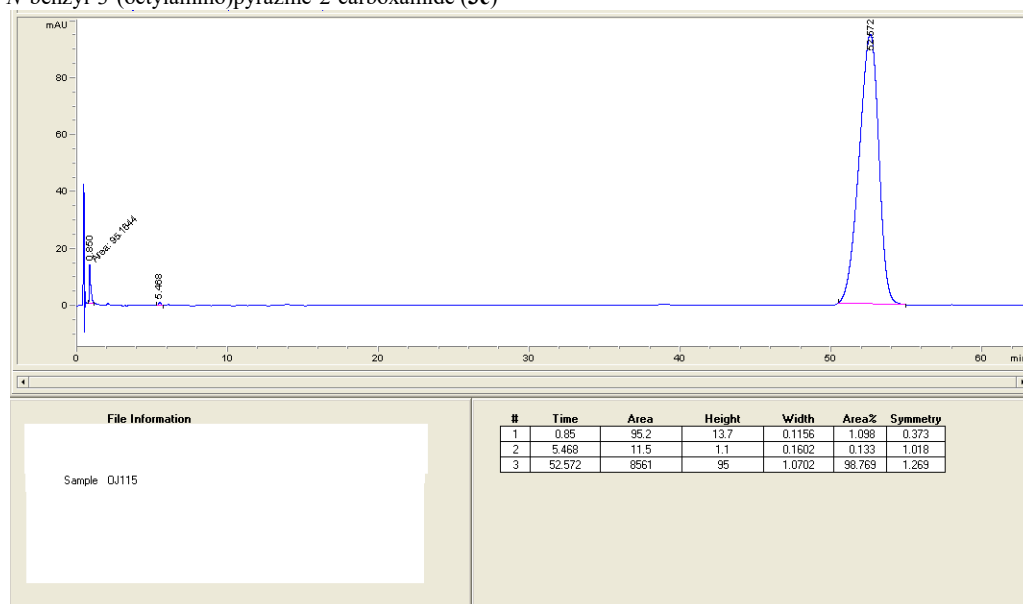 N-benzyl-3-(octylamino)pyrazine-2-carboxamide (3c)
mAU
80
60
40
20
0
0.850
Area: 95.1644
5.468
52.572
0 10 20 30 40 50 60 min
File Information
Sample OJ115
# Time Area Height Width Area% Symmetry
1 0.85 95.2 13.7 0.1156 1.098 0.373
2 5.468 11.5 1.1 0.1602 0.133 1.018
3 52.572 8561 95 1.0702 98.769 1.269